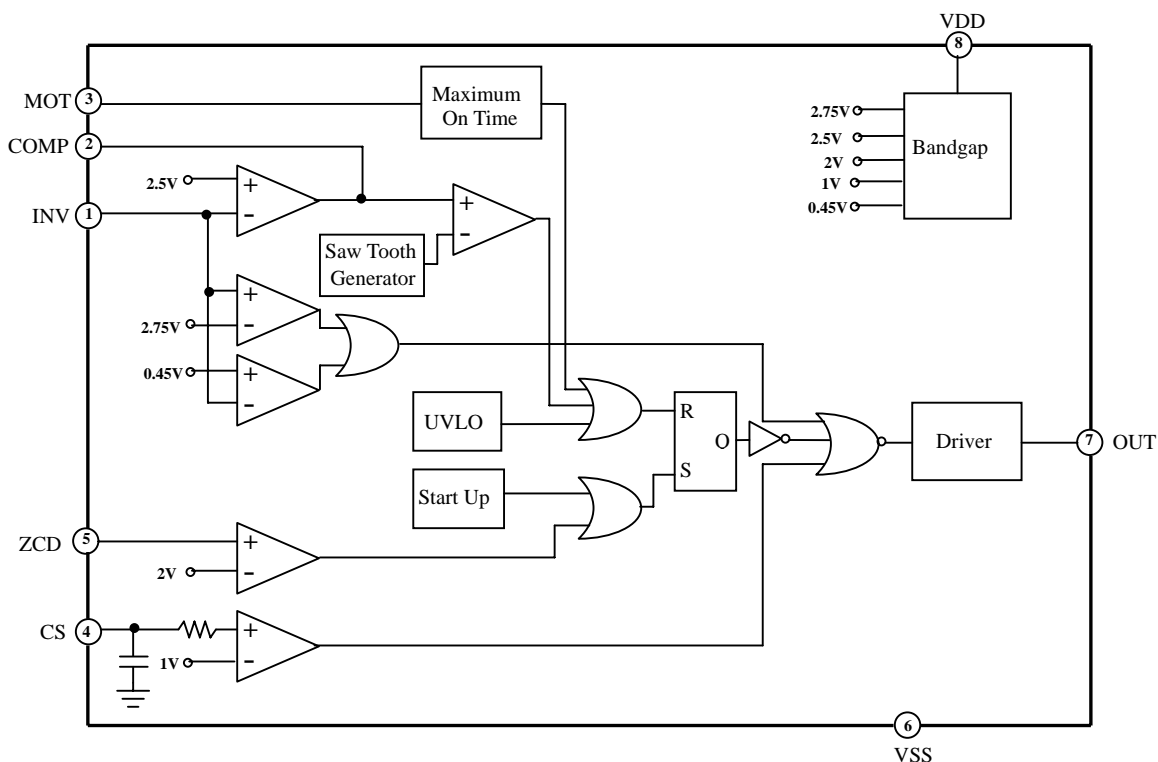 VDD
8
MOT
3
Maximum
On Time
2.75V
COMP
2
2.5V
Bandgap
2V
1V
0.45V
2.5V
+
-
INV
1
+
-
Saw Tooth
Generator
+
-
2.75V
0.45V
+
-
UVLO
R
Q
S
Driver
7
OUT
Start Up
ZCD
5
+
-
2V
CS
4
+
-
1V
6
VSS